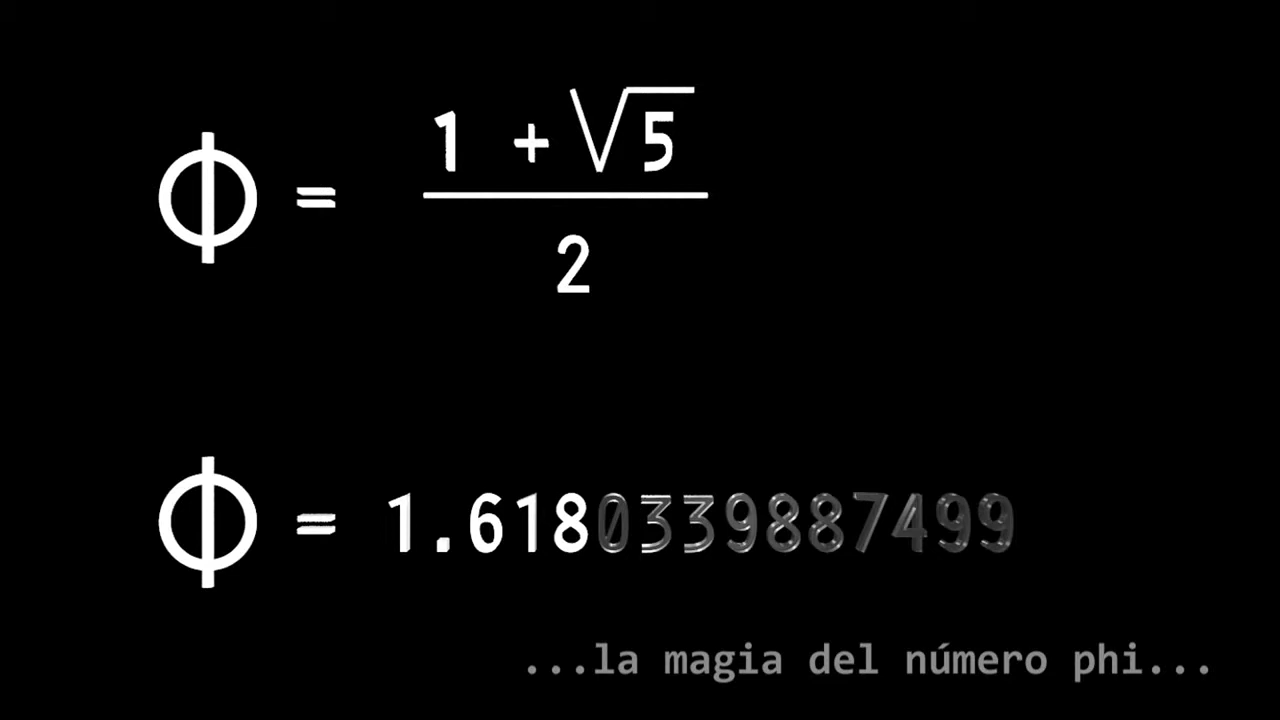 Φ = 1 + √5
2
Φ = 1.6180339887499
...la magia del número phi...